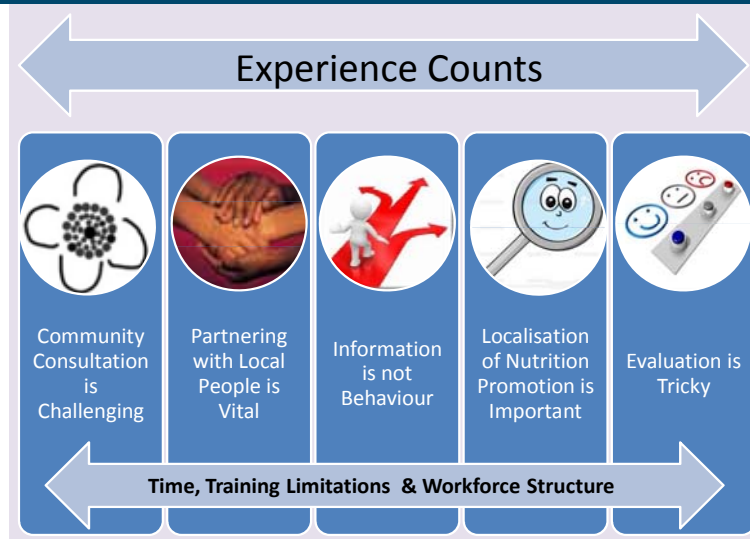 Experience Counts
Community
Consultation
is
Challenging
Partnering
with Local
People is
Vital
Information
is not
Behaviour
Localisation
of Nutrition
Promotion is
Important
Evaluation is
Tricky
Time, Training Limitations & Workforce Structure